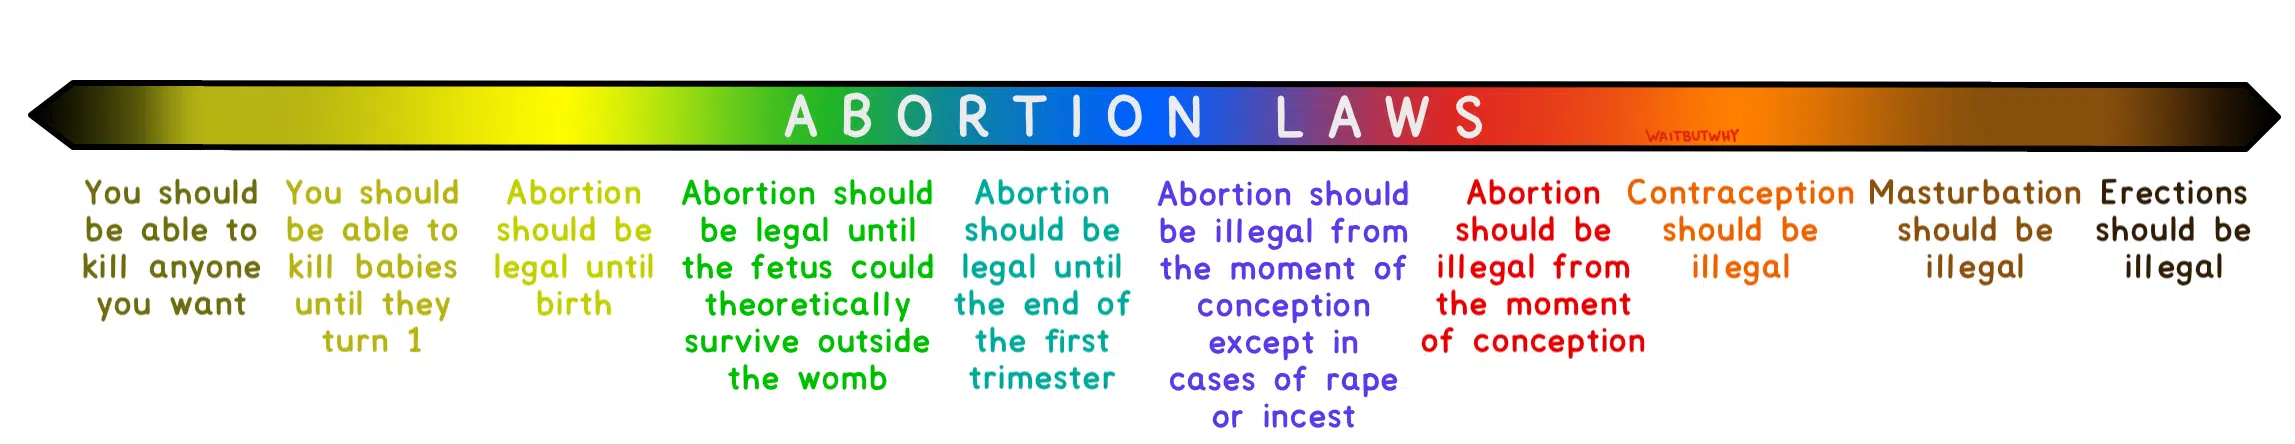 ABORTION LAWS
WAITBUTWHY
You should
be able to
kill anyone
you want
You should
be able to
kill babies
until they
turn 1
Abortion
should be
legal until
birth
Abortion should
be legal until
the fetus could
theoretically
survive outside
the womb
Abortion
should be
legal until
the end of
the first
trimester
Abortion should
be illegal from
the moment of
conception
except in
cases of rape
or incest
Abortion
should be
illegal from
the moment
of conception
Contraception
should be
illegal
Masturbation
should be
illegal
Erections
should be
illegal